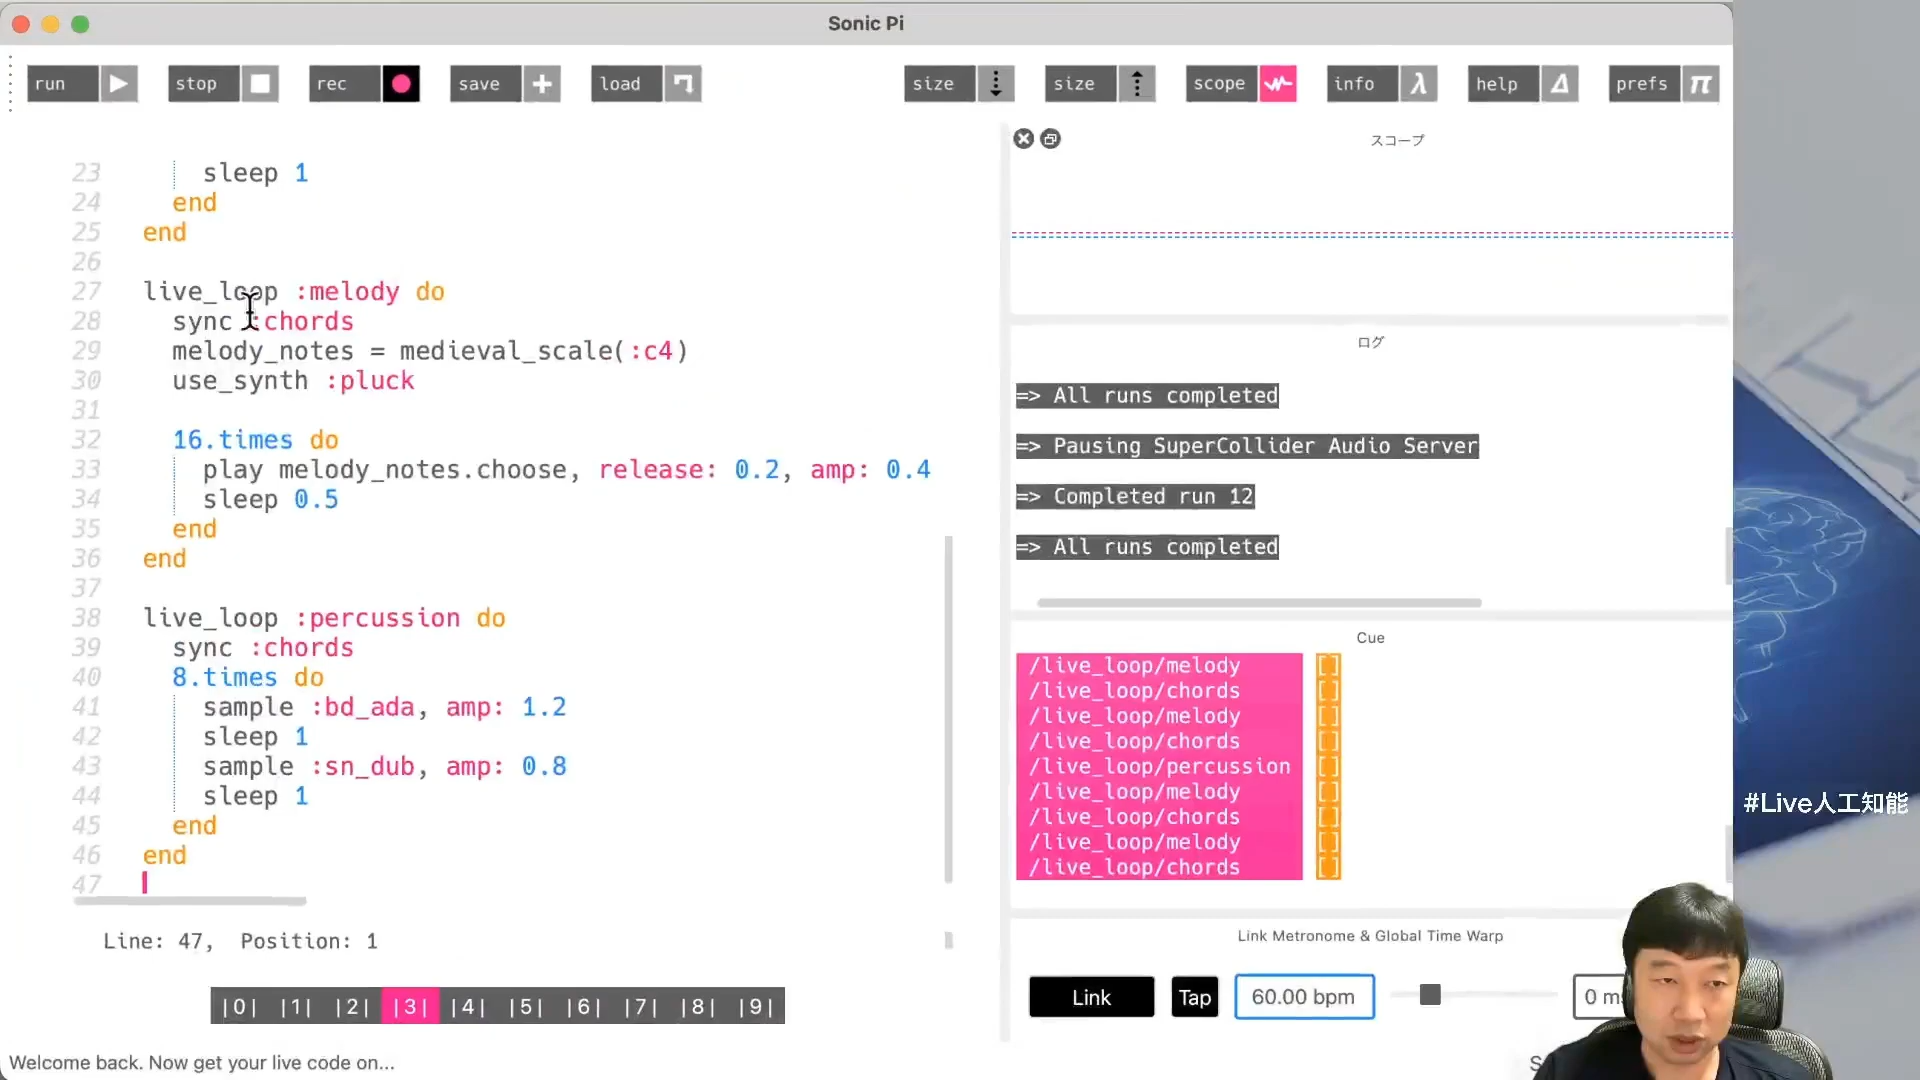 Sonic Pi
run
stop
rec
save
load
size
size
scope
info λ
help
prefs π
23 sleep 1
24 end
25 end
26
27 live_loop :melody do
28 sync :chords
29 melody_notes = medieval_scale(:c4)
30 use_synth :pluck
31
32 16.times do
33 play melody_notes.choose, release: 0.2, amp: 0.4
34 sleep 0.5
35 end
36 end
37
38 live_loop :percussion do
39 sync :chords
40 8.times do
41 sample :bd_ada, amp: 1.2
42 sleep 1
43 sample :sn_dub, amp: 0.8
44 sleep 1
45 end
46 end
47
Line: 47, Position: 1
|0| |1| |2| |3| |4| |5| |6| |7| |8| |9|
Welcome back. Now get your live code on...
スコープ
ログ
=> All runs completed
=> Pausing SuperCollider Audio Server
=> Completed run 12
=> All runs completed
Cue
/live_loop/melody []
/live_loop/chords []
/live_loop/melody []
/live_loop/chords []
/live_loop/percussion []
/live_loop/melody []
/live_loop/chords []
/live_loop/melody []
/live_loop/chords []
Link Metronome & Global Time Warp
Link
Tap
60.00 bpm
0 m
#Live人工知能